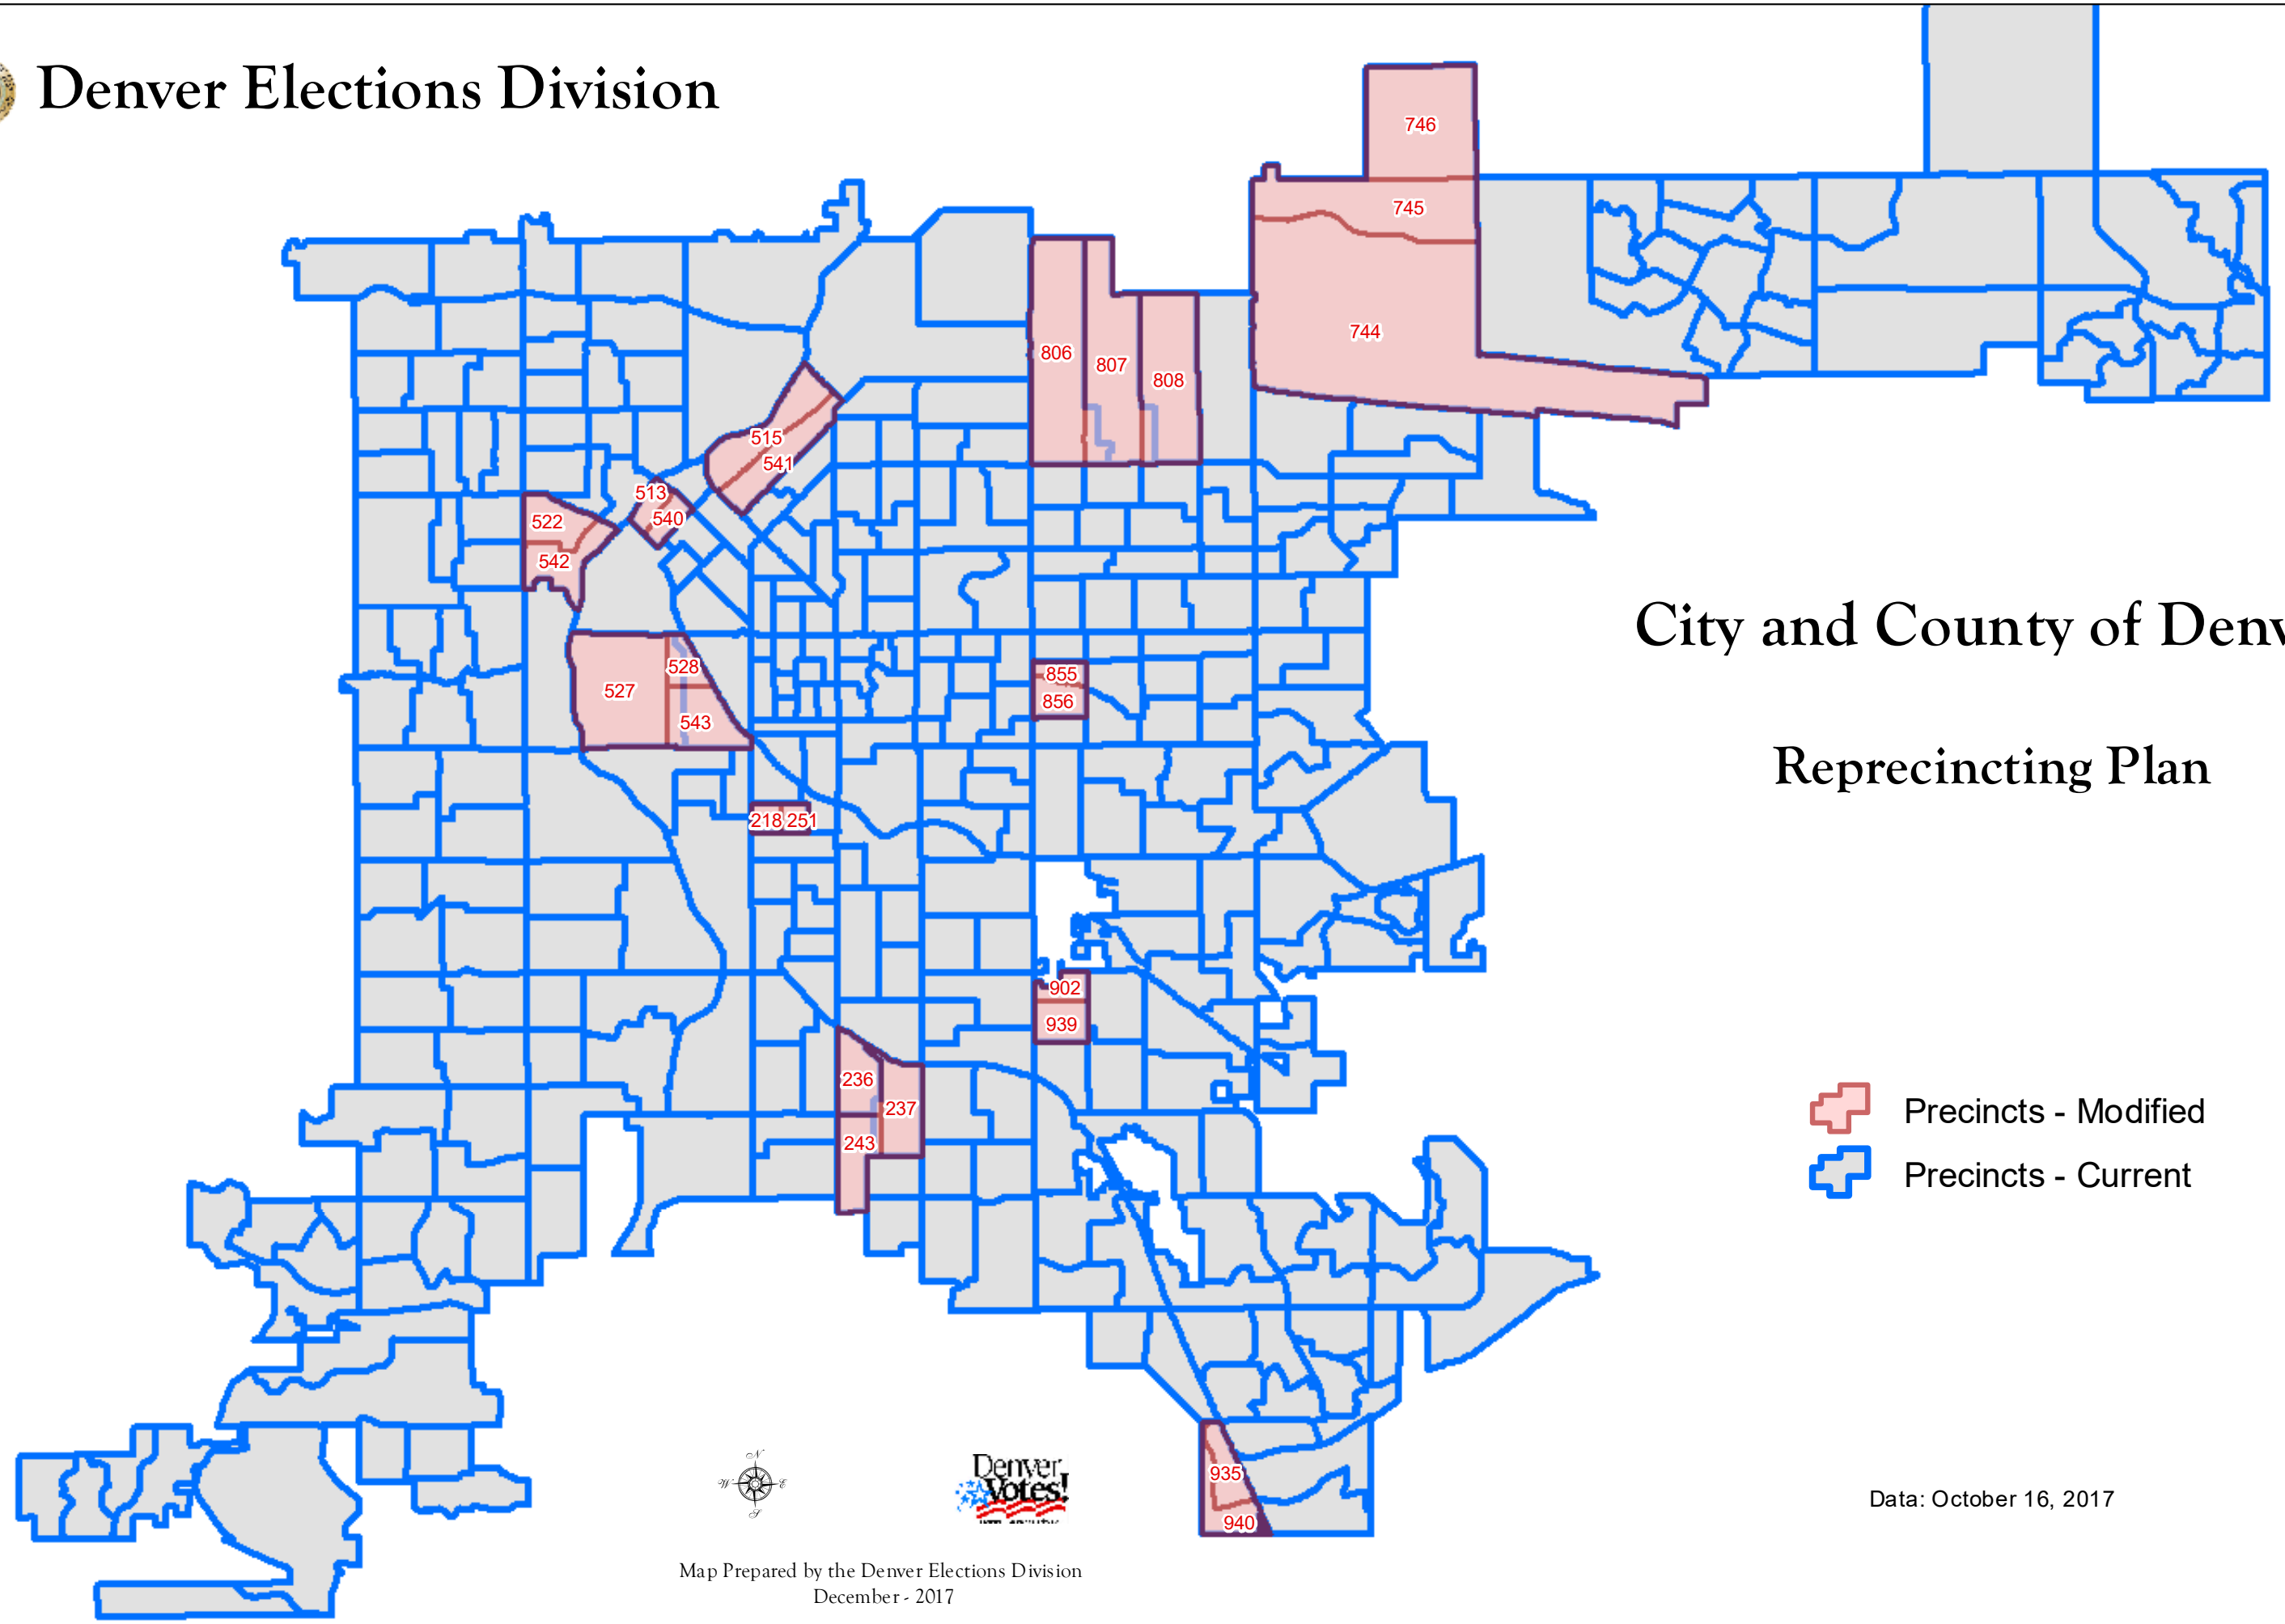 Denver Elections Division
746
745
744
806
807
808
515
541
513
540
522
542
528
527
543
855
856
218 251
902
939
236
237
243
935
940
City and County of Denv
Reprecincting Plan
Precincts - Modified
Precincts - Current
Data: October 16, 2017
N
W E
S
Denver
Votes!
Map Prepared by the Denver Elections Division
December - 2017